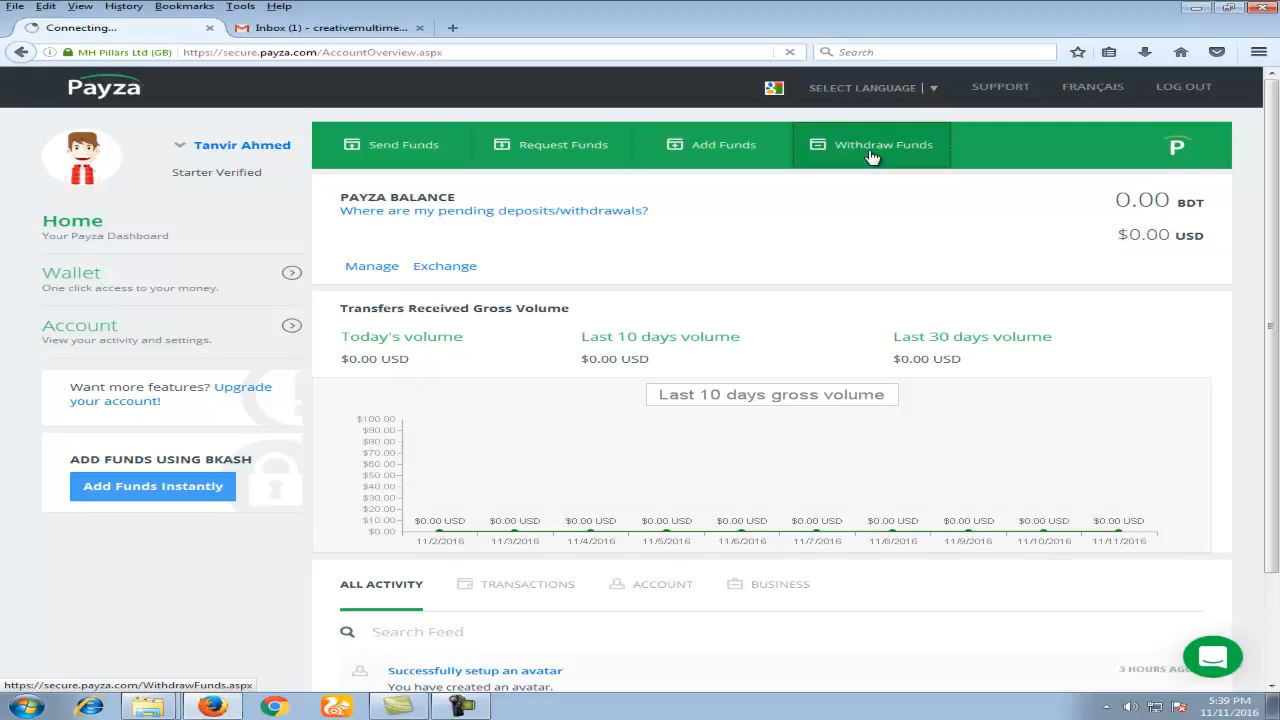 File Edit View History Bookmarks Tools Help
Connecting...
Inbox (1) - creativemultime...
MH Pillars Ltd (GB)
https://secure.payza.com/AccountOverview.aspx
Search
Payza
SELECT LANGUAGE
SUPPORT
FRANÇAIS
LOG OUT
Tanvir Ahmed
Starter Verified
Send Funds
Request Funds
Add Funds
Withdraw Funds
P
Home
Your Payza Dashboard
Wallet
One click access to your money.
Account
View your activity and settings.
Want more features? Upgrade
your account!
ADD FUNDS USING BKASH
Add Funds Instantly
PAYZA BALANCE
Where are my pending deposits/withdrawals?
0.00 BDT
$0.00 USD
Manage Exchange
Transfers Received Gross Volume
Today's volume
$0.00 USD
Last 10 days volume
$0.00 USD
Last 30 days volume
$0.00 USD
Last 10 days gross volume
$100.00
$90.00
$80.00
$70.00
$60.00
$50.00
$40.00
$30.00
$20.00
$10.00
$0.00
$0.00 USD $0.00 USD $0.00 USD $0.00 USD $0.00 USD $0.00 USD $0.00 USD $0.00 USD $0.00 USD $0.00 USD
11/2/2016 11/3/2016 11/4/2016 11/5/2016 11/6/2016 11/7/2016 11/8/2016 11/9/2016 11/10/2016 11/11/2016
ALL ACTIVITY
TRANSACTIONS
ACCOUNT
BUSINESS
Search Feed
Successfully setup an avatar
You have created an avatar.
3 HOURS AGO
https://secure.payza.com/WithdrawFunds.aspx
5:39 PM
11/11/2016